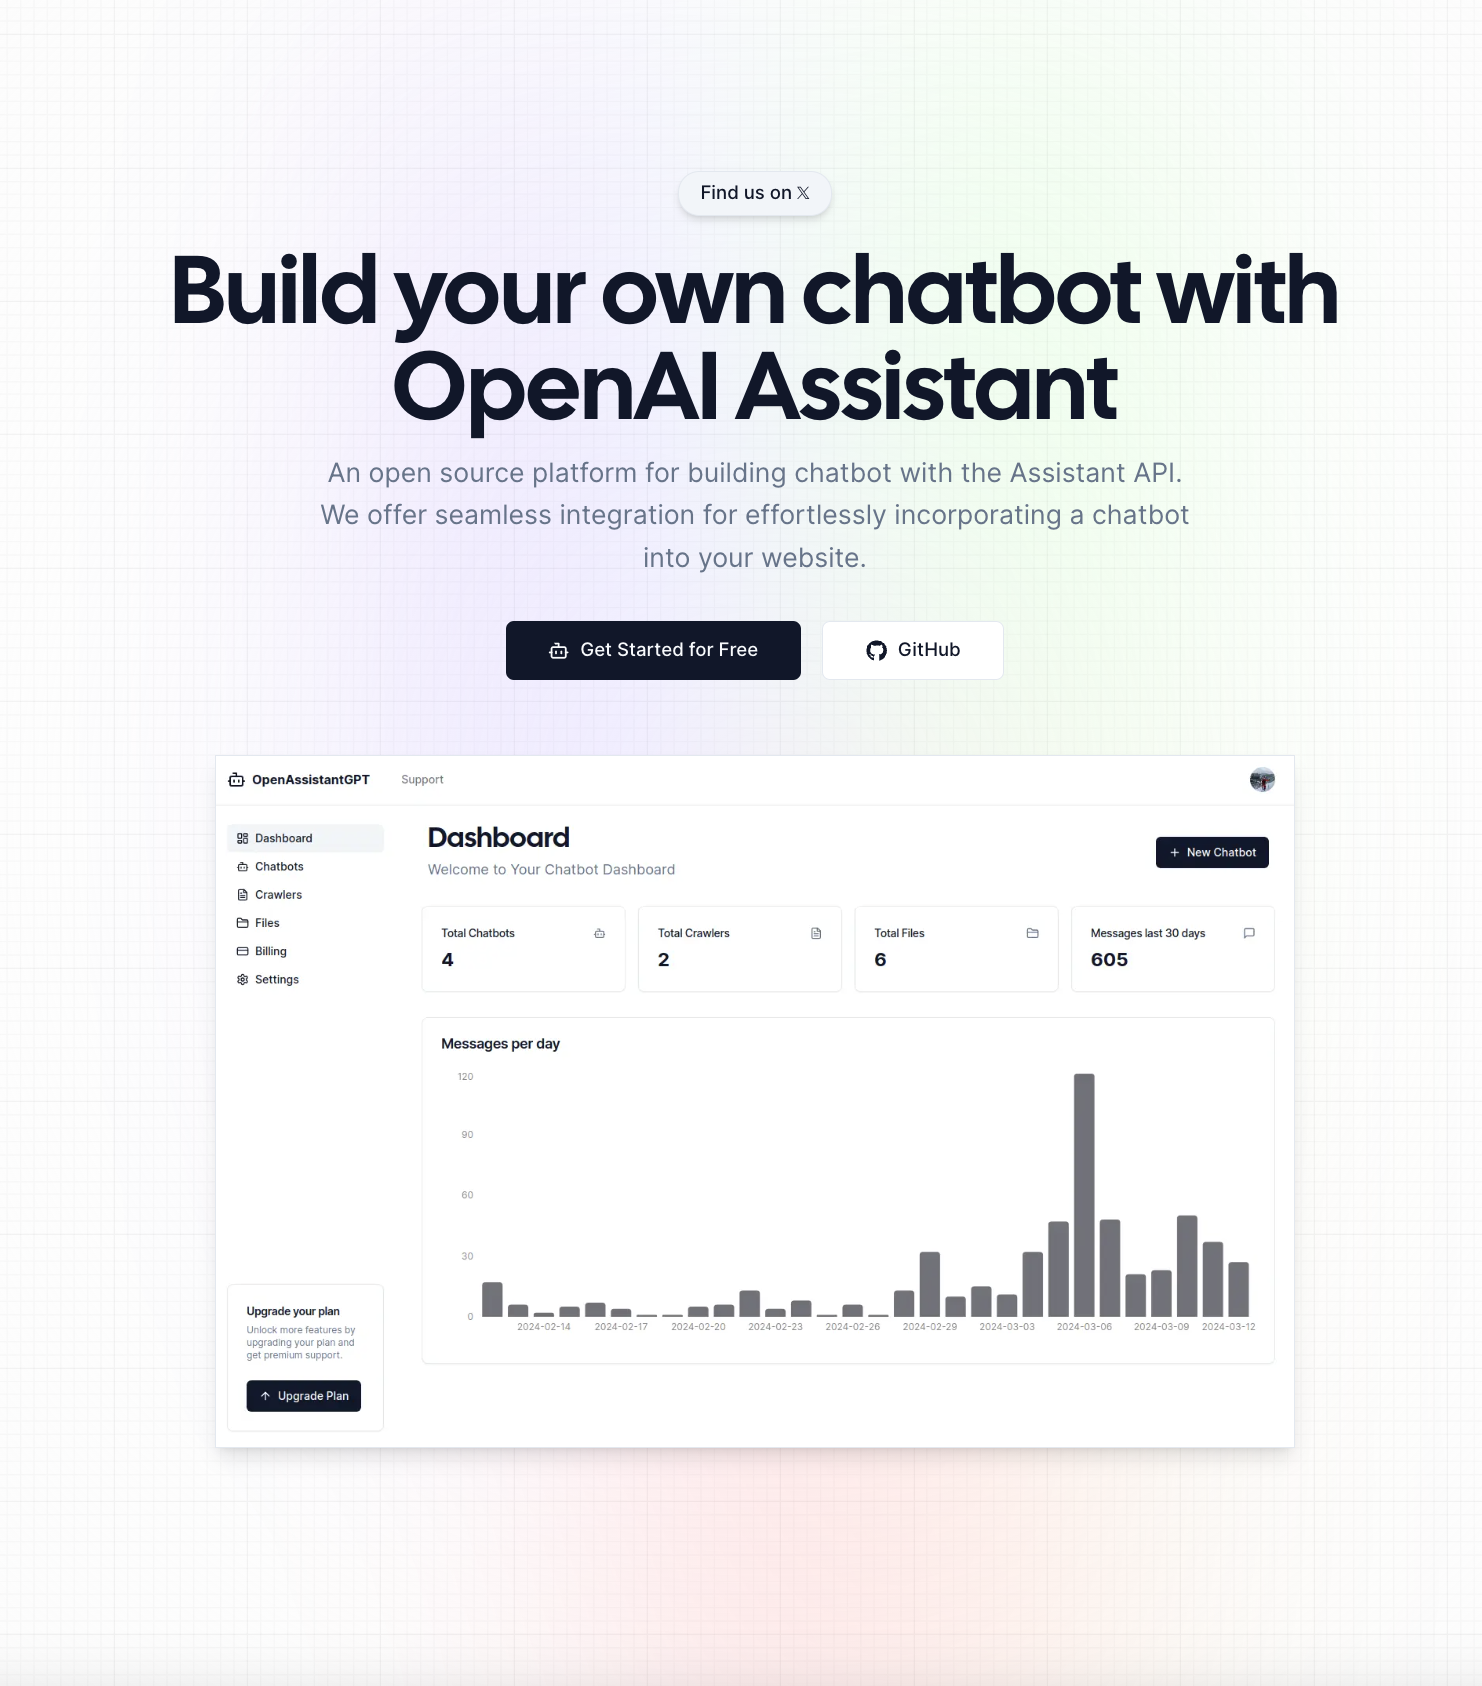 Find us on 𝕏
Build your own chatbot with
OpenAI Assistant
An open source platform for building chatbot with the Assistant API.
We offer seamless integration for effortlessly incorporating a chatbot
into your website.
Get Started for Free
GitHub
OpenAssistantGPT
Support
Dashboard
Chatbots
Crawlers
Files
Billing
Settings
Dashboard
Welcome to Your Chatbot Dashboard
New Chatbot
Total Chatbots
4
Total Crawlers
2
Total Files
6
Messages last 30 days
605
Messages per day
120
90
60
30
0
2024-02-14
2024-02-17
2024-02-20
2024-02-23
2024-02-26
2024-02-29
2024-03-03
2024-03-06
2024-03-09
2024-03-12
Upgrade your plan
Unlock more features by
upgrading your plan and
get premium support.
Upgrade Plan